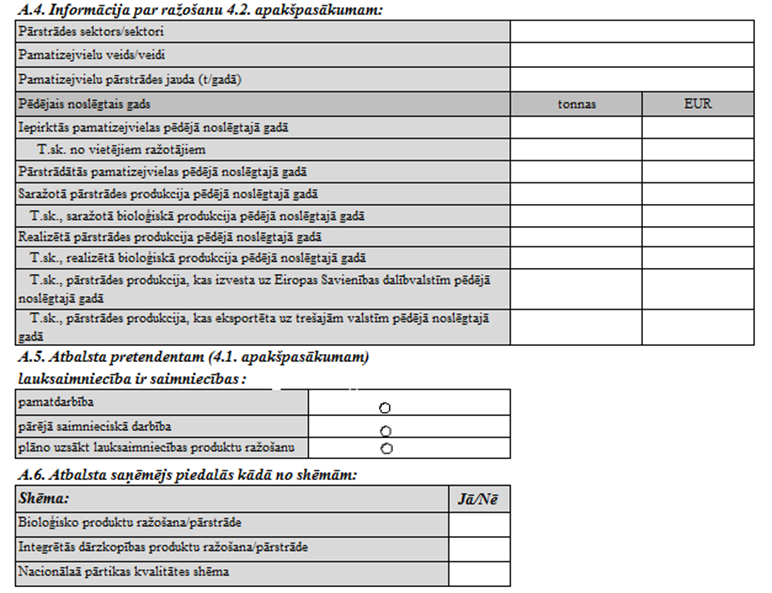 A.4. Informācija par ražošanu 4.2. apakšpasākumam:
Pārstrādes sektors/sektori
Pamatizejvielu veids/veidi
Pamatizejvielu pārstrādes jauda (t/gadā)
Pēdējais noslēgtais gads tonnas EUR
Iepirktās pamatizejvielas pēdējā noslēgtajā gadā
T.sk. no vietējiem ražotājiem
Pārstrādātās pamatizejvielas pēdējā noslēgtajā gadā
Saražotā pārstrādes produkcija pēdējā noslēgtajā gadā
T.sk., saražotā bioloģiskā produkcija pēdējā noslēgtajā gadā
Realizētā pārstrādes produkcija pēdējā noslēgtajā gadā
T.sk., realizētā bioloģiskā produkcija pēdējā noslēgtajā gadā
T.sk., pārstrādes produkcija, kas izvesta uz Eiropas Savienības dalībvalstīm pēdējā
noslēgtajā gadā
T.sk., pārstrādes produkcija, kas eksportēta uz trešajām valstīm pēdējā noslēgtajā
gadā
A.5. Atbalsta pretendentam (4.1. apakšpasākumam)
lauksaimniecība ir saimniecības:
pamatdarbība
pārējā saimnieciskā darbība
plāno uzsākt lauksaimniecības produktu ražošanu
A.6. Atbalsta saņēmējs piedalās kādā no shēmām:
Shēma: Jā/Nē
Bioloģisko produktu ražošana/pārstrāde
Integrētās dārzkopības produktu ražošana/pārstrāde
Nacionālaā pārtikas kvalitātes shēma